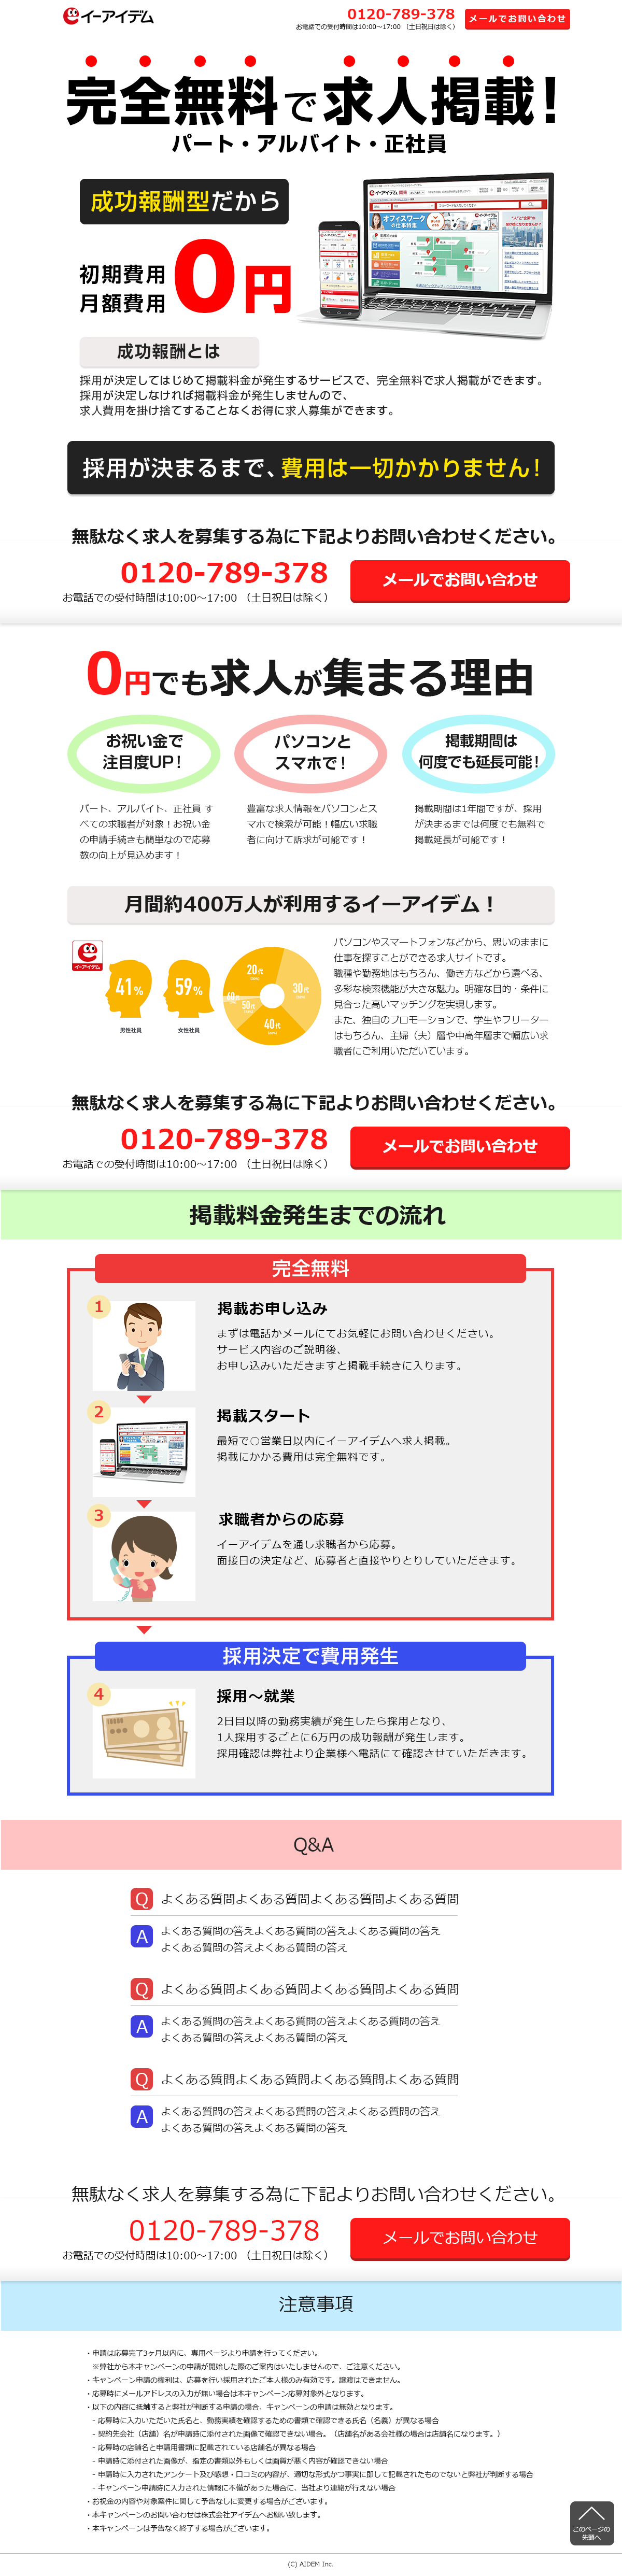 イーアイデム
0120-789-378
お電話での受付時間は10:00～17:00 （土日祝日は除く）
メールでお問い合わせ
完全無料で求人掲載！
パート・アルバイト・正社員
成功報酬型だから
初期費用
月額費用
0円
成功報酬とは
採用が決定してはじめて掲載料金が発生するサービスで、完全無料で求人掲載ができます。
採用が決定しなければ掲載料金が発生しませんので、
求人費用を掛け捨てすることなくお得に求人募集ができます。
採用が決まるまで、費用は一切かかりません！
無駄なく求人を募集する為に下記よりお問い合わせください。
0120-789-378
お電話での受付時間は10:00～17:00 （土日祝日は除く）
メールでお問い合わせ
0円でも求人が集まる理由
お祝い金で
注目度UP！
パート、アルバイト、正社員 す
べての求職者が対象！お祝い金
の申請手続きも簡単なので応募
数の向上が見込めます！
パソコンと
スマホで！
豊富な求人情報をパソコンとス
マホで検索が可能！幅広い求職
者に向けて訴求が可能です！
掲載期間は
何度でも延長可能！
掲載期間は1年間ですが、採用
が決まるまでは何度でも無料で
掲載延長が可能です！
月間約400万人が利用するイーアイデム！
イーアイデム
41%
男性社員
59%
女性社員
20代
30代
40代
50代
60代
パソコンやスマートフォンなどから、思いのままに
仕事を探すことができる求人サイトです。
職種や勤務地はもちろん、働き方などから選べる、
多彩な検索機能が大きな魅力。明確な目的・条件に
見合った高いマッチングを実現します。
また、独自のプロモーションで、学生やフリーター
はもちろん、主婦（夫）層や中高年層まで幅広い求
職者にご利用いただいています。
無駄なく求人を募集する為に下記よりお問い合わせください。
0120-789-378
お電話での受付時間は10:00～17:00 （土日祝日は除く）
メールでお問い合わせ
掲載料金発生までの流れ
完全無料
1
掲載お申し込み
まずは電話かメールにてお気軽にお問い合わせください。
サービス内容のご説明後、
お申し込みいただきますと掲載手続きに入ります。
2
掲載スタート
最短で○営業日以内にイーアイデムへ求人掲載。
掲載にかかる費用は完全無料です。
3
求職者からの応募
イーアイデムを通し求職者から応募。
面接日の決定など、応募者と直接やりとりしていただきます。
採用決定で費用発生
4
採用～就業
2日目以降の勤務実績が発生したら採用となり、
1人採用するごとに6万円の成功報酬が発生します。
採用確認は弊社より企業様へ電話にて確認させていただきます。
Q&A
Q よくある質問よくある質問よくある質問よくある質問
A よくある質問の答えよくある質問の答えよくある質問の答え
よくある質問の答えよくある質問の答え
Q よくある質問よくある質問よくある質問よくある質問
A よくある質問の答えよくある質問の答えよくある質問の答え
よくある質問の答えよくある質問の答え
Q よくある質問よくある質問よくある質問よくある質問
A よくある質問の答えよくある質問の答えよくある質問の答え
よくある質問の答えよくある質問の答え
無駄なく求人を募集する為に下記よりお問い合わせください。
0120-789-378
お電話での受付時間は10:00～17:00 （土日祝日は除く）
メールでお問い合わせ
注意事項
・申請は応募完了3ヶ月以内に、専用ページより申請を行ってください。
※弊社から本キャンペーンの申請が開始した際のご案内はいたしませんので、ご注意ください。
・キャンペーン申請の権利は、応募を行い採用されたご本人様のみ有効です。譲渡はできません。
・応募時にメールアドレスの入力が無い場合は本キャンペーン応募対象外となります。
・以下の内容に抵触すると弊社が判断する申請の場合、キャンペーンの申請は無効となります。
- 応募時に入力いただいた氏名と、勤務実績を確認するための書類で確認できる氏名（名義）が異なる場合
- 契約先会社（店舗）名が申請時に添付された画像で確認できない場合。（店舗名がある会社様の場合は店舗名になります。）
- 応募時の店舗名と申請用書類に記載されている店舗名が異なる場合
- 申請時に添付された画像が、指定の書類以外もしくは画質が悪く内容が確認できない場合
- 申請時に入力されたアンケート及び感想・口コミの内容が、適切な形式かつ事実に即して記載されたものでないと弊社が判断する場合
- キャンペーン申請時に入力された情報に不備があった場合に、当社より連絡が行えない場合
・お祝金の内容や対象案件に関して予告なしに変更する場合がございます。
・本キャンペーンのお問い合わせは株式会社アイデムへお願い致します。
・本キャンペーンは予告なく終了する場合がございます。
このページの
先頭へ
(C) AIDEM Inc.